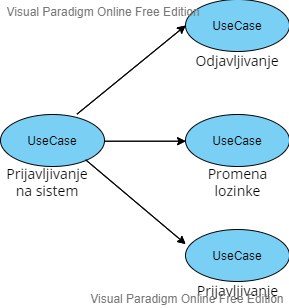 Visual Paradigm Online Free Edition
UseCase
Odjavljivanje
UseCase
Prijavljivanje
na sistem
UseCase
Promena
lozinke
UseCase
Prijavljivanje
Visual Paradigm Online Free Edition